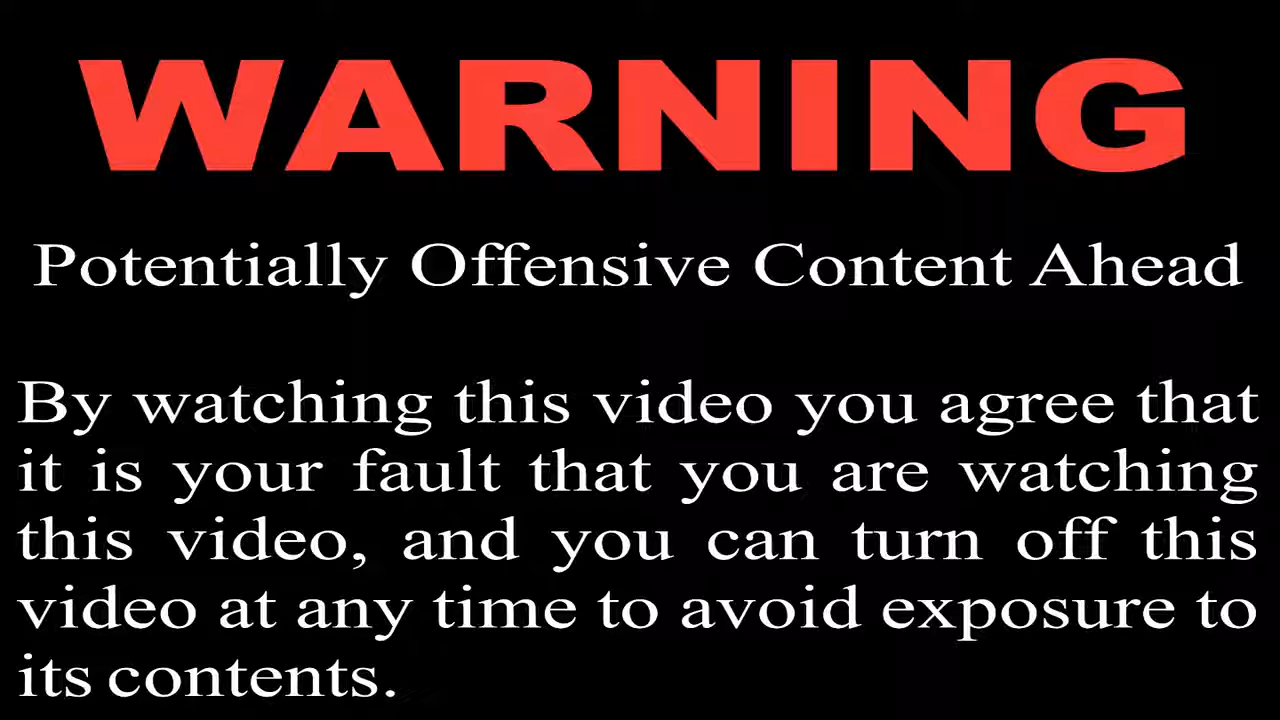 WARNING
Potentially Offensive Content Ahead
By watching this video you agree that
it is your fault that you are watching
this video, and you can turn off this
video at any time to avoid exposure to
its contents.